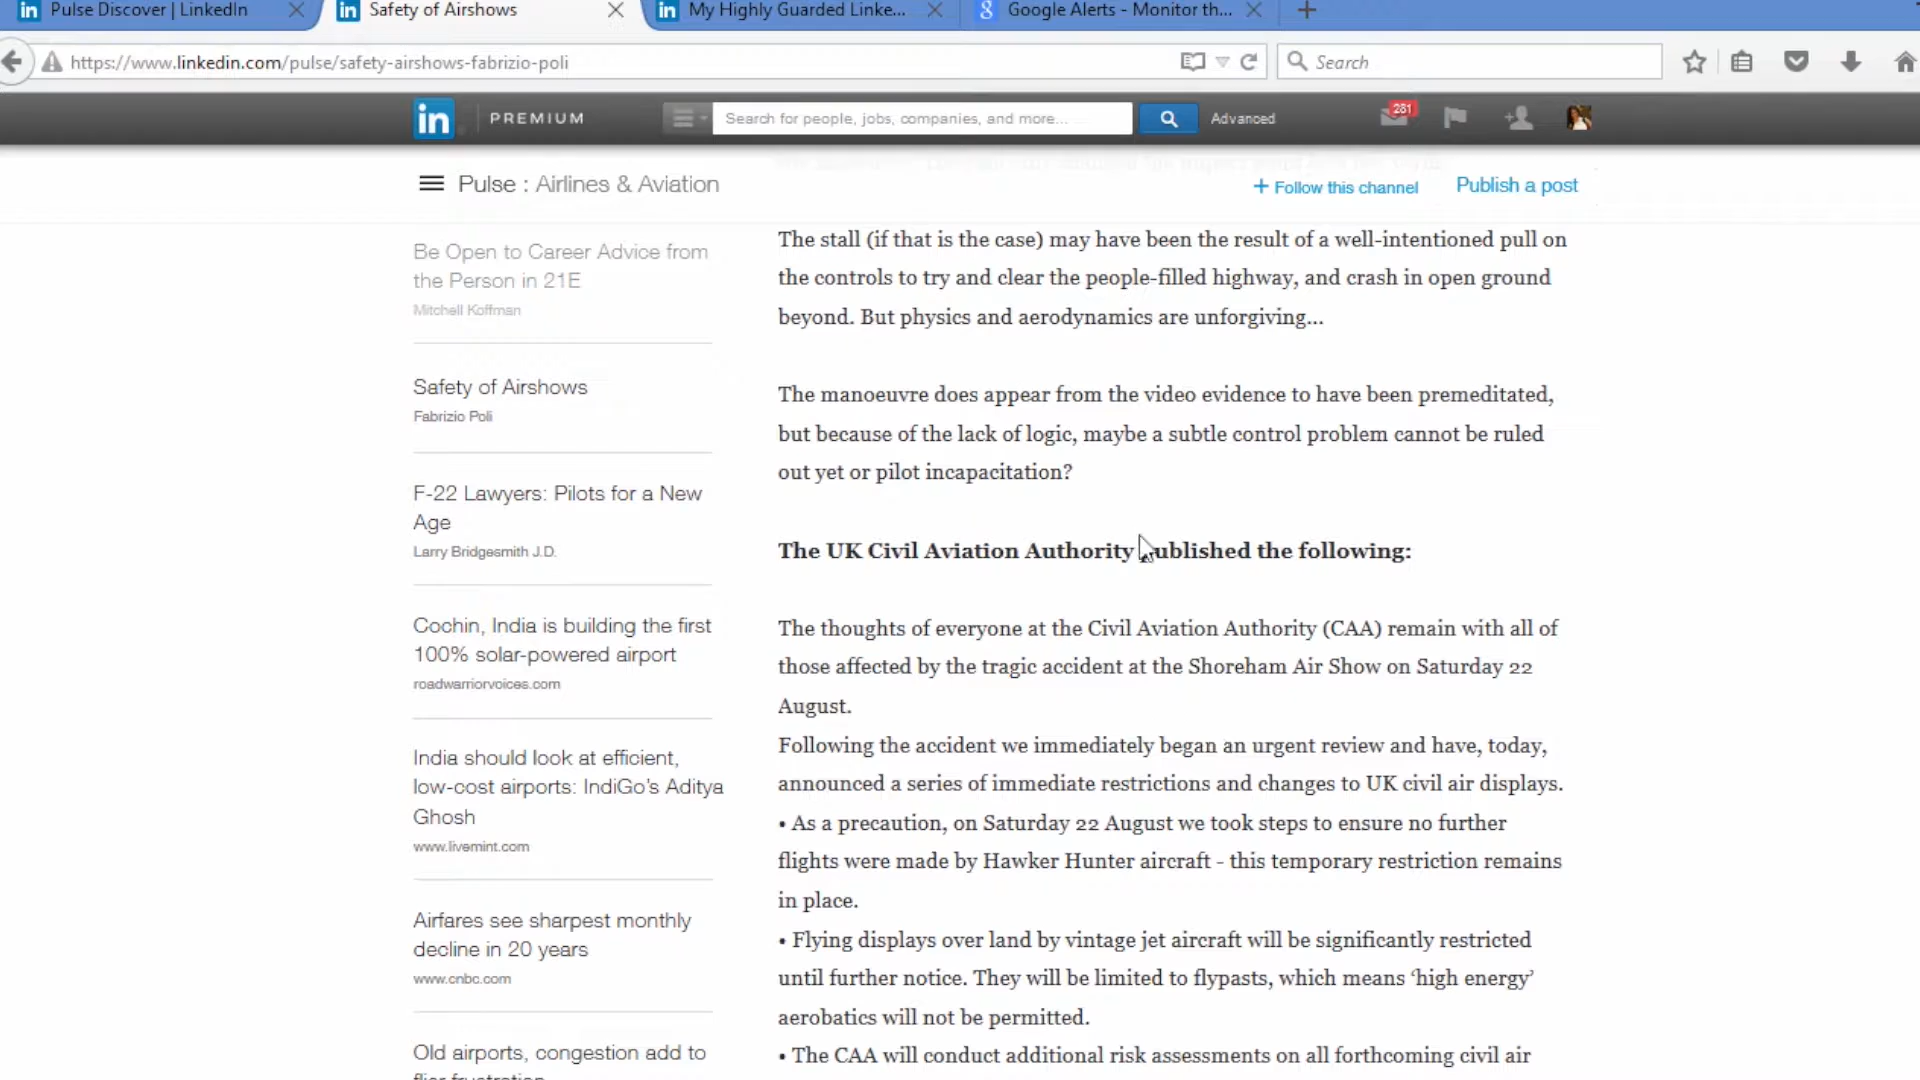 Pulse Discover | LinkedIn
Safety of Airshows
My Highly Guarded Linke...
Google Alerts - Monitor th...
https://www.linkedin.com/pulse/safety-airshows-fabrizio-poli
Search
in
PREMIUM
Search for people, jobs, companies, and more...
Advanced
281
Pulse : Airlines & Aviation
+ Follow this channel
Publish a post
Be Open to Career Advice from
the Person in 21E
Mitchell Koffman
Safety of Airshows
Fabrizio Poli
F-22 Lawyers: Pilots for a New
Age
Larry Bridgesmith J.D.
Cochin, India is building the first
100% solar-powered airport
roadwarriorvoices.com
India should look at efficient,
low-cost airports: IndiGo's Aditya
Ghosh
www.livemint.com
Airfares see sharpest monthly
decline in 20 years
www.cnbc.com
Old airports, congestion add to
flier frustration
The stall (if that is the case) may have been the result of a well-intentioned pull on
the controls to try and clear the people-filled highway, and crash in open ground
beyond. But physics and aerodynamics are unforgiving...
The manoeuvre does appear from the video evidence to have been premeditated,
but because of the lack of logic, maybe a subtle control problem cannot be ruled
out yet or pilot incapacitation?
The UK Civil Aviation Authority published the following:
The thoughts of everyone at the Civil Aviation Authority (CAA) remain with all of
those affected by the tragic accident at the Shoreham Air Show on Saturday 22
August.
Following the accident we immediately began an urgent review and have, today,
announced a series of immediate restrictions and changes to UK civil air displays.
• As a precaution, on Saturday 22 August we took steps to ensure no further
flights were made by Hawker Hunter aircraft - this temporary restriction remains
in place.
• Flying displays over land by vintage jet aircraft will be significantly restricted
until further notice. They will be limited to flypasts, which means ‘high energy’
aerobatics will not be permitted.
• The CAA will conduct additional risk assessments on all forthcoming civil air